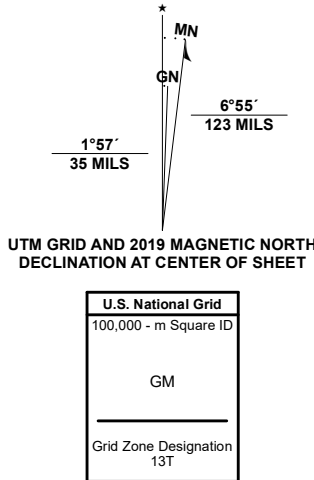 ★
MN
GN
6°55´
123 MILS
1°57´
35 MILS
UTM GRID AND 2019 MAGNETIC NORTH
DECLINATION AT CENTER OF SHEET
U.S. National Grid
100,000 - m Square ID
GM
Grid Zone Designation
13T